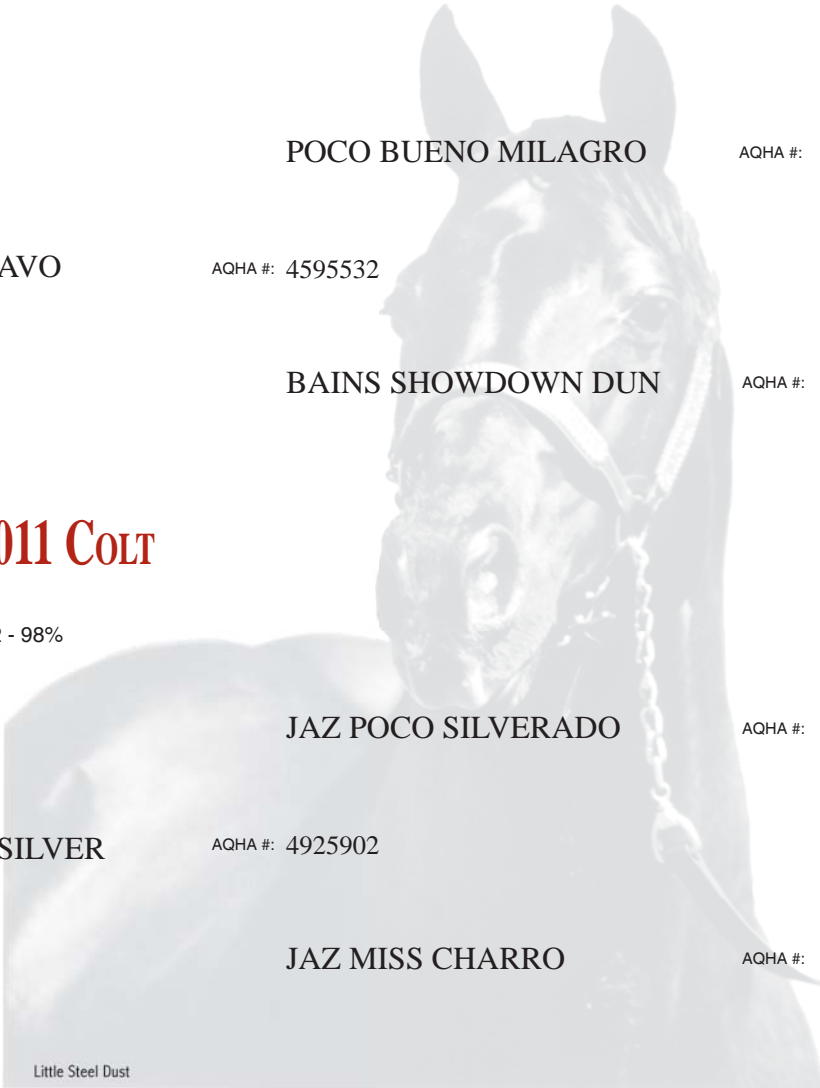 POCO BUENO MILAGRO AQHA #:
AVO AQHA #: 4595532
BAINS SHOWDOWN DUN AQHA #:
011 COLT
2 - 98%
JAZ POCO SILVERADO AQHA #:
SILVER AQHA #: 4925902
JAZ MISS CHARRO AQHA #:
Little Steel Dust